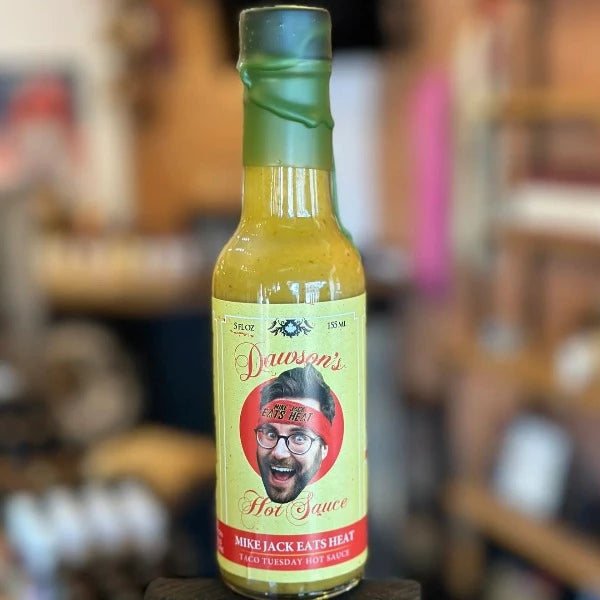 5 FL OZ 155 ML
Dawson's
MIKE JACK
EATS HEAT
Hot Sauce
MIKE JACK EATS HEAT
TACO TUESDAY HOT SAUCE